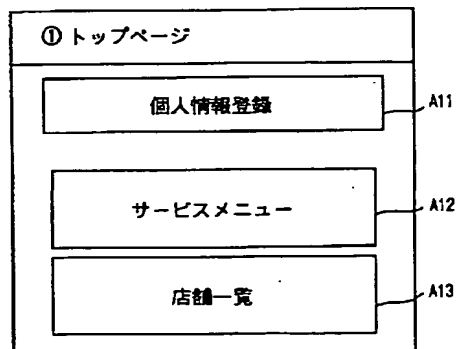 ① トップページ
個人情報登録
A11
サービスメニュー
A12
店舗一覧
A13